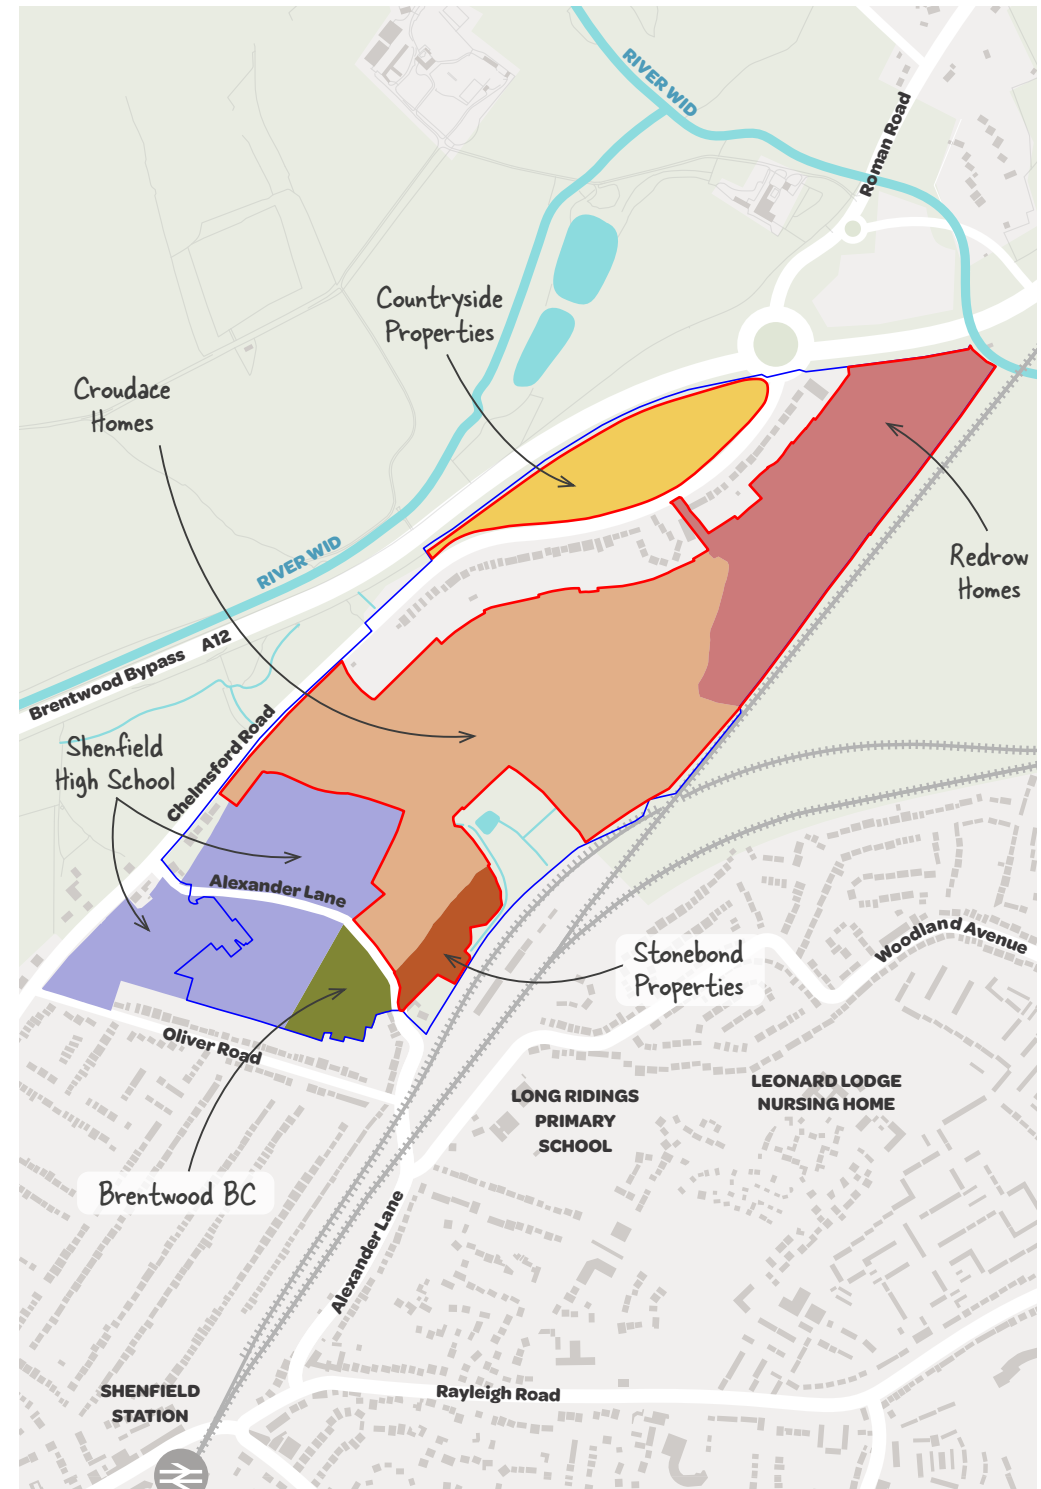 RIVER WID
Roman Road
Countryside
Properties
Croudace
Homes
RIVER WID
Redrow
Homes
Brentwood Bypass A12
Chelmsford Road
Shenfield
High School
Alexander Lane
Stonebond
Properties
Woodland Avenue
Oliver Road
LONG RIDINGS
PRIMARY
SCHOOL
LEONARD LODGE
NURSING HOME
Brentwood BC
Alexander Lane
SHENFIELD
STATION
Rayleigh Road